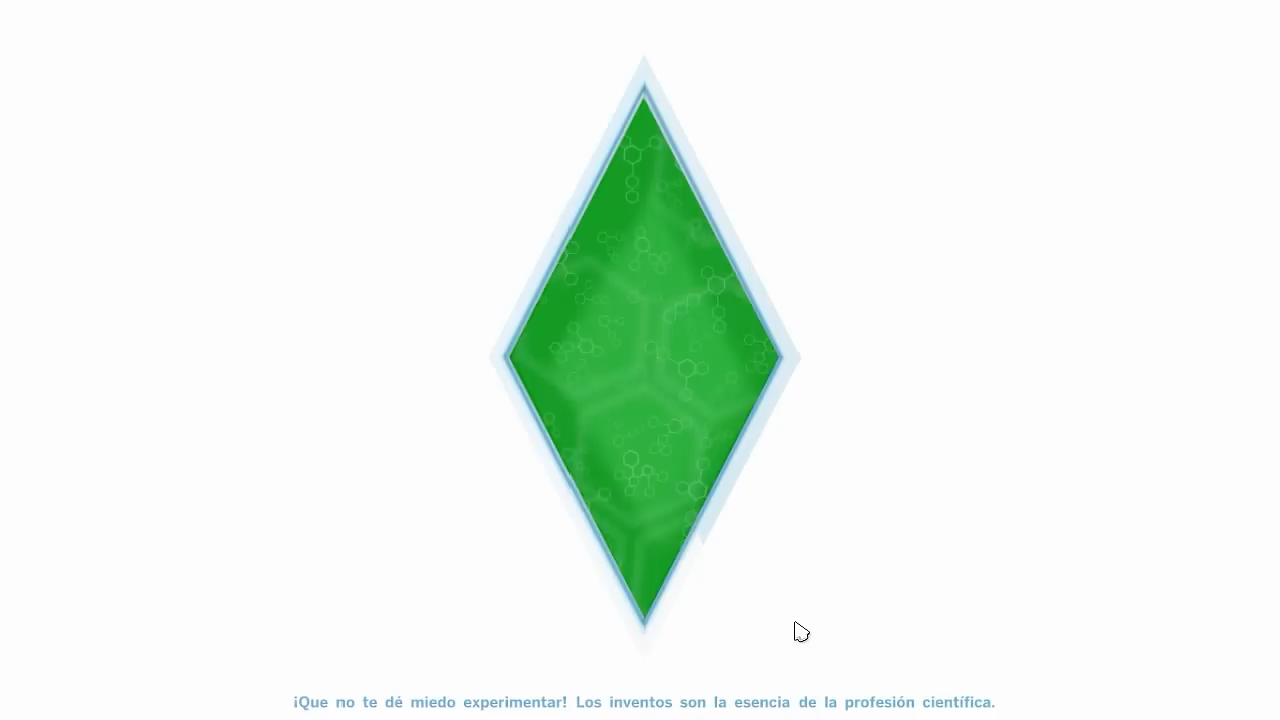 ¡Que no te dé miedo experimentar! Los inventos son la esencia de la profesión científica.